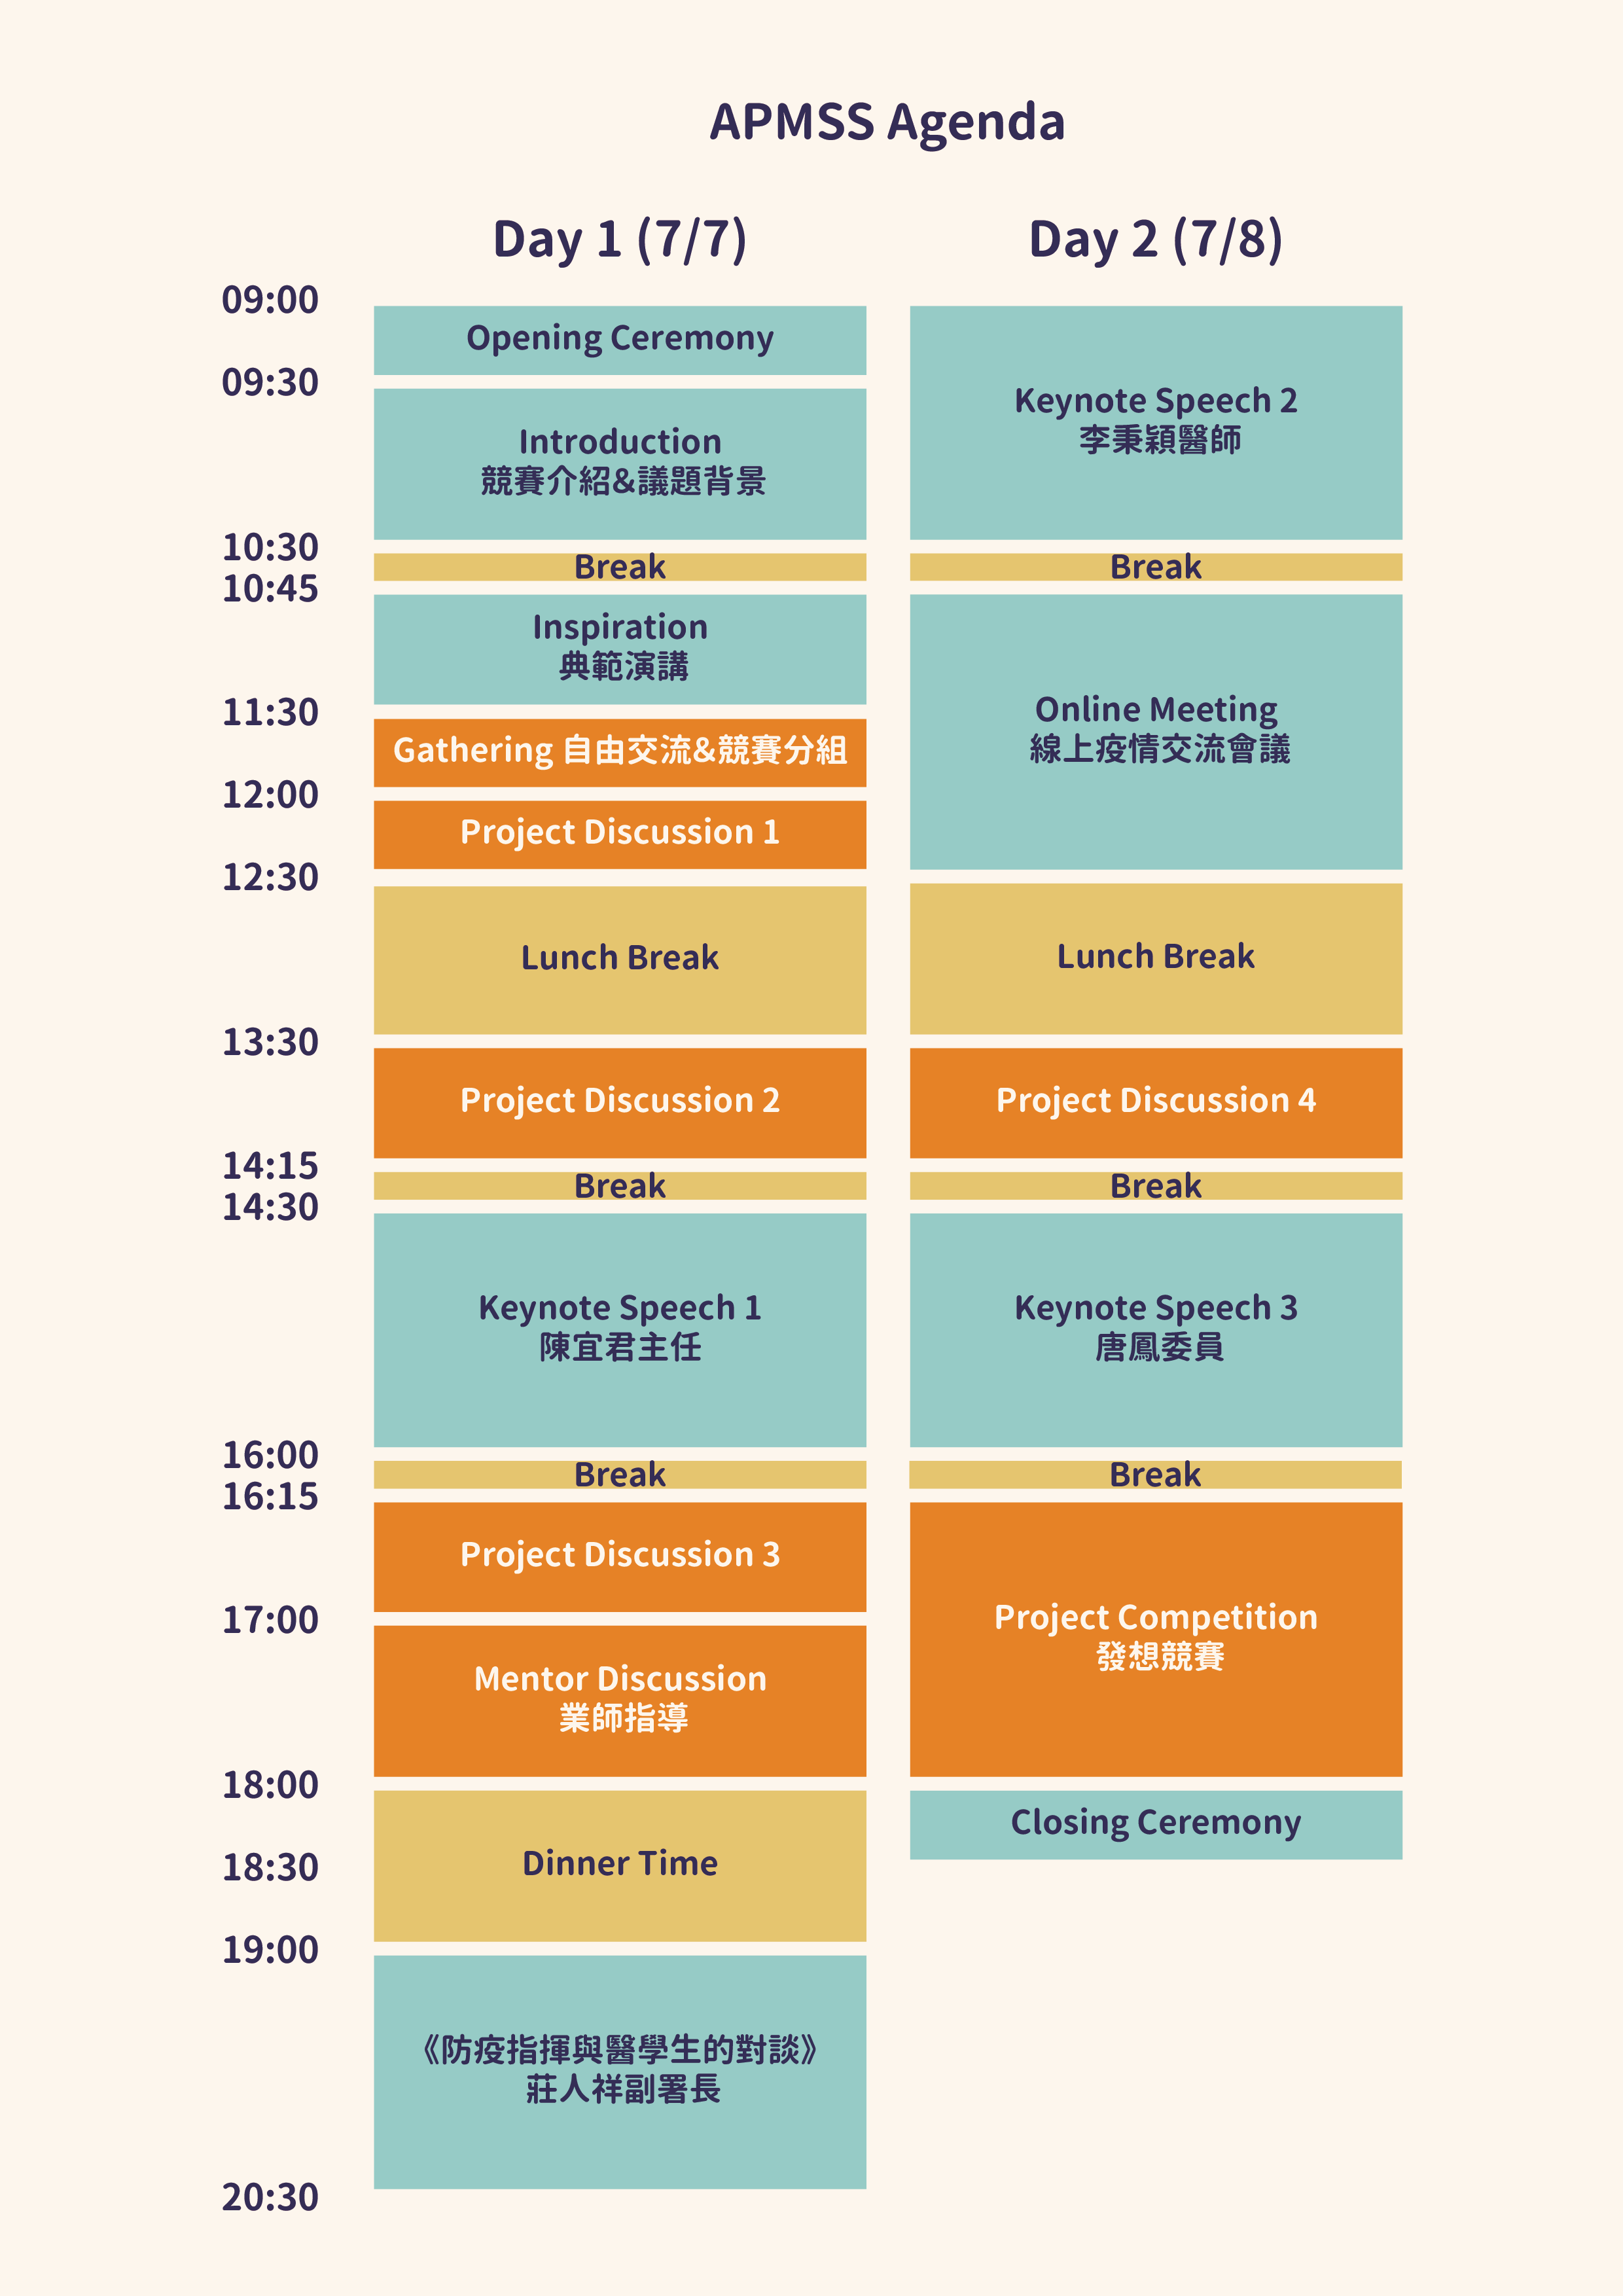 APMSS Agenda
Day 1 (7/7)
Day 2 (7/8)
09:00
09:30
10:30
10:45
11:30
12:00
12:30
13:30
14:15
14:30
16:00
16:15
17:00
18:00
18:30
19:00
20:30
Opening Ceremony
Introduction
競賽介紹&議題背景
Break
Inspiration
典範演講
Gathering 自由交流&競賽分組
Project Discussion 1
Lunch Break
Project Discussion 2
Break
Keynote Speech 1
陳宜君主任
Break
Project Discussion 3
Mentor Discussion
業師指導
Dinner Time
《防疫指揮與醫學生的對談》
莊人祥副署長
Keynote Speech 2
李秉穎醫師
Break
Online Meeting
線上疫情交流會議
Lunch Break
Project Discussion 4
Break
Keynote Speech 3
唐鳳委員
Break
Project Competition
發想競賽
Closing Ceremony